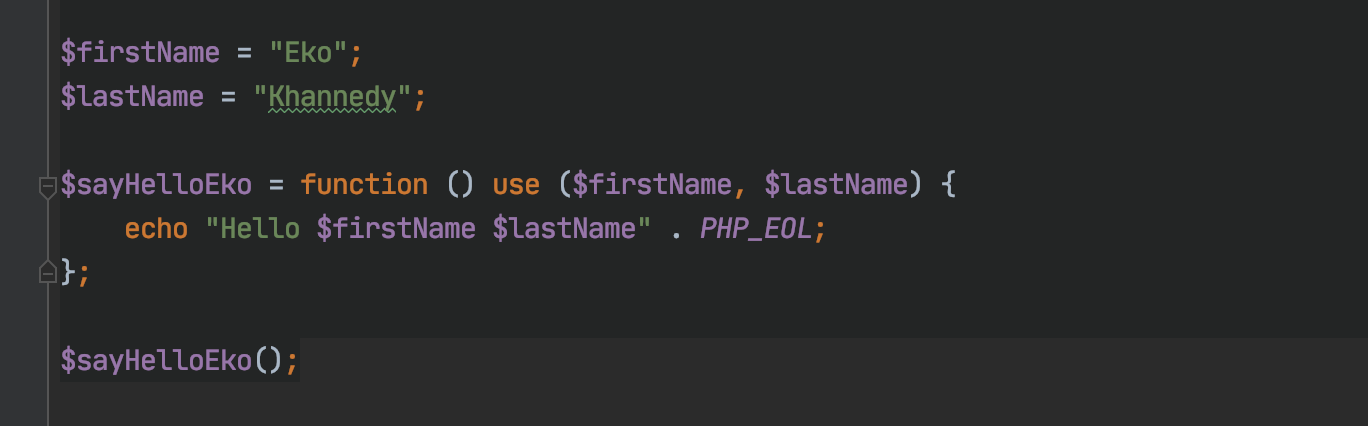 $firstName = "Eko";
$lastName = "Khannedy";
$sayHelloEko = function () use ($firstName, $lastName) {
    echo "Hello $firstName $lastName" . PHP_EOL;
};
$sayHelloEko();